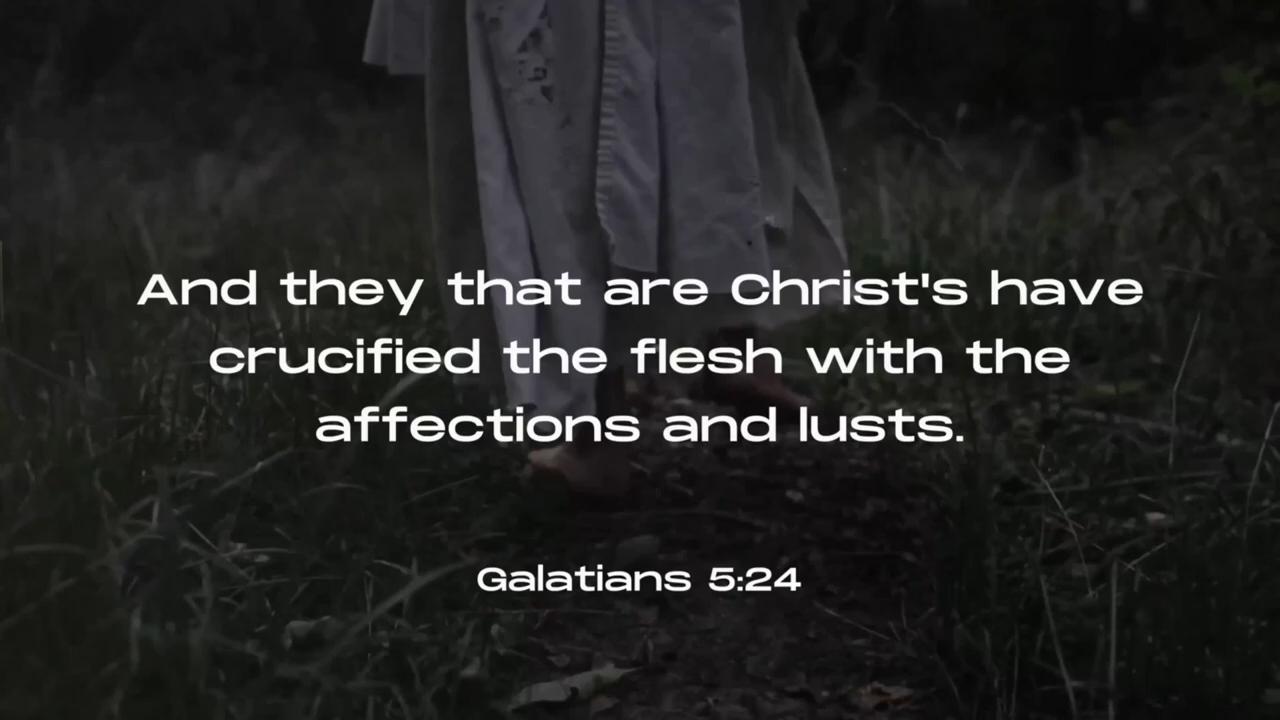 And they that are Christ's have
crucified the flesh with the
affections and lusts.
Galatians 5:24